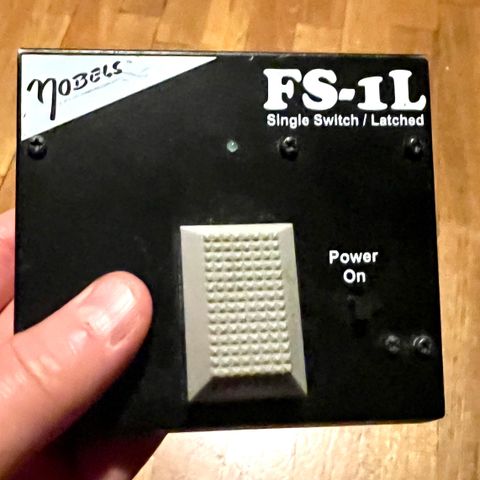 NOBELS
FS-1L
Single Switch / Latched
Power
On